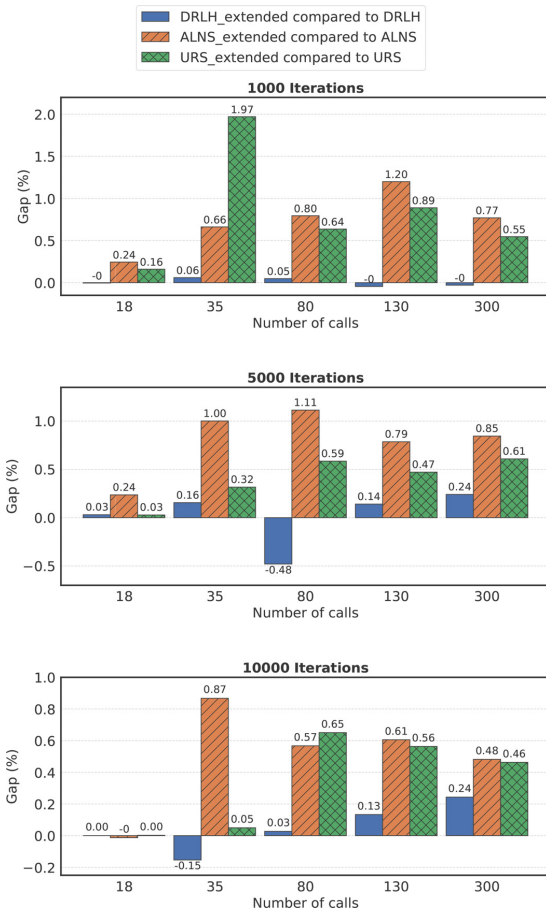 DRLH_extended compared to DRLH
ALNS_extended compared to ALNS
URS_extended compared to URS
1000 Iterations
Gap (%)
2.0
1.5
1.0
0.5
0.0
-0 0.24 0.16
0.06 0.66 1.97
0.05 0.80 0.64
-0 1.20 0.89
-0 0.77 0.55
18 35 80 130 300
Number of calls
5000 Iterations
Gap (%)
1.0
0.5
0.0
−0.5
0.03 0.24 0.03
0.16 1.00 0.32
-0.48 1.11 0.59
0.14 0.79 0.47
0.24 0.85 0.61
18 35 80 130 300
Number of calls
10000 Iterations
Gap (%)
1.0
0.8
0.6
0.4
0.2
0.0
−0.2
0.00 -0 0.00
-0.15 0.87 0.05
0.03 0.57 0.65
0.13 0.61 0.56
0.24 0.48 0.46
18 35 80 130 300
Number of calls